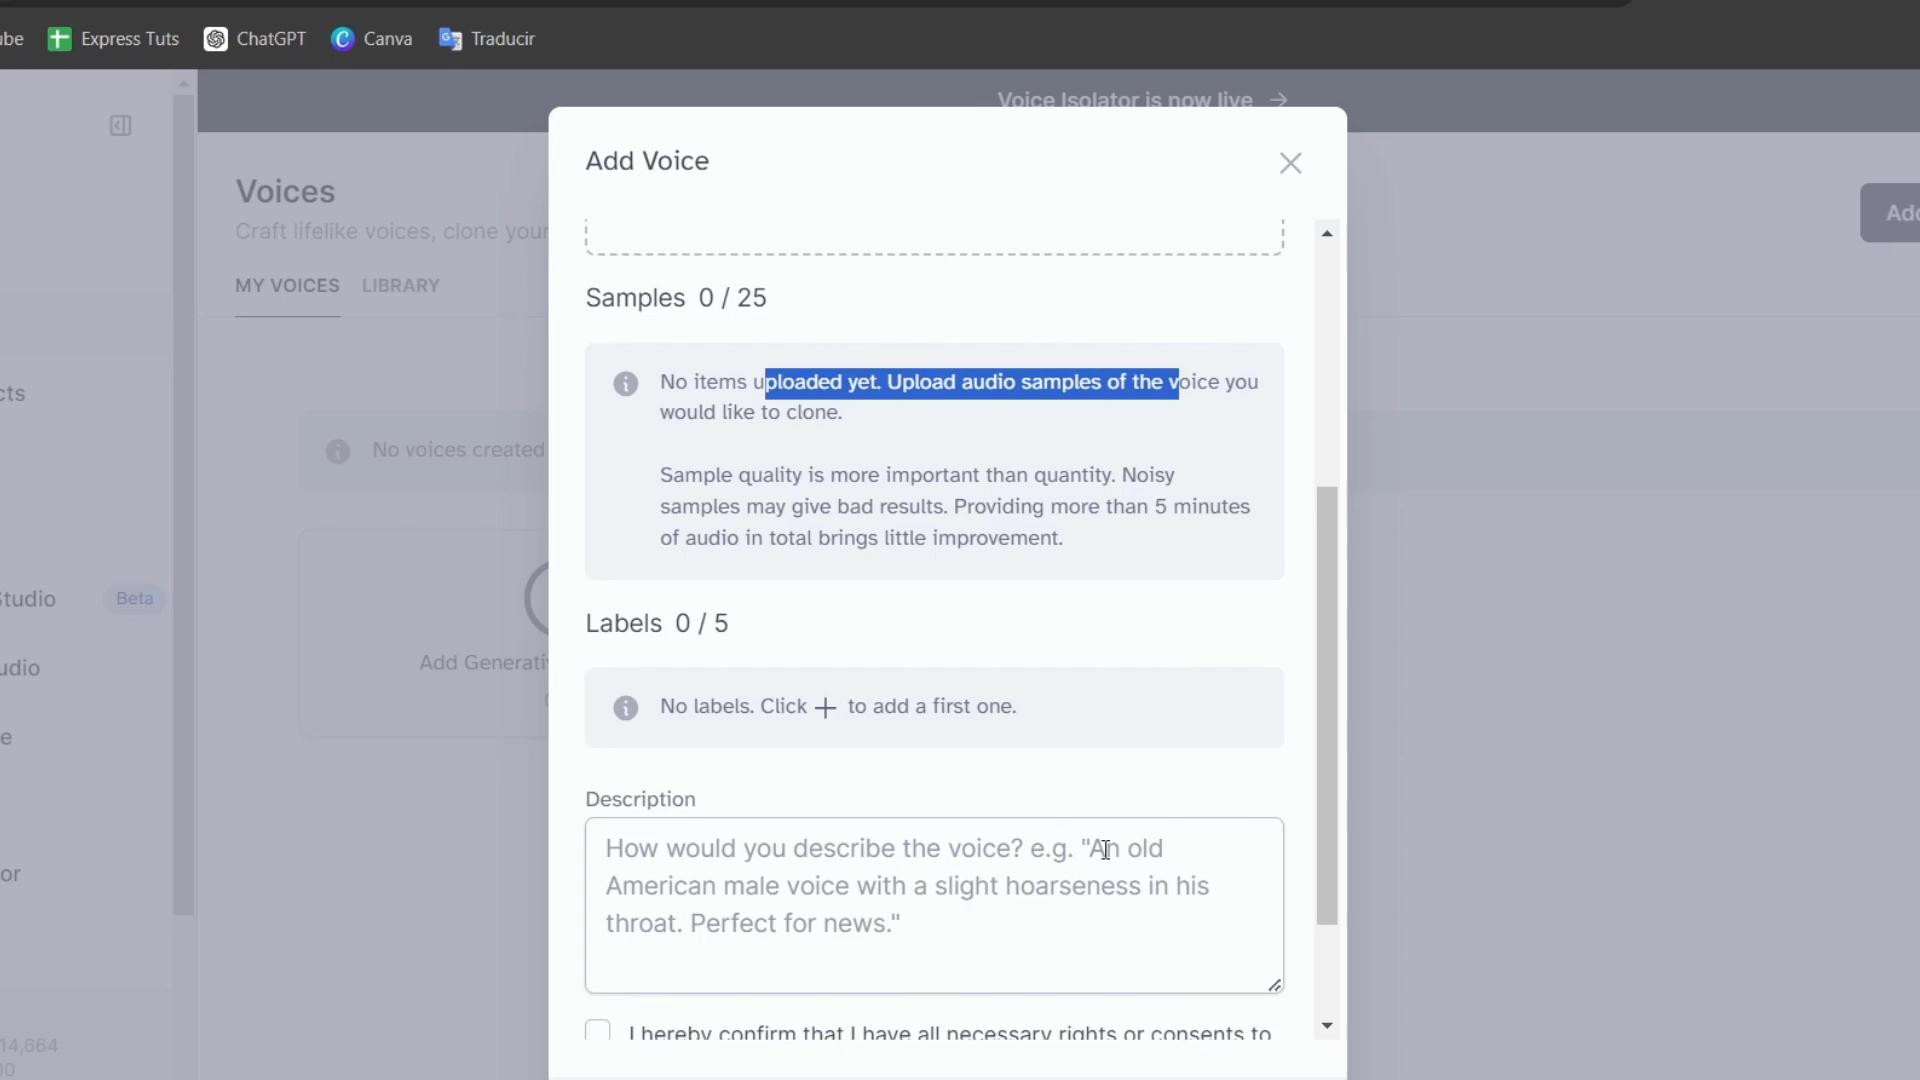 ube Express Tuts ChatGPT Canva Traducir
Voice Isolator is now live →
Add Voice
Voices
Craft lifelike voices, clone your
Add
MY VOICES LIBRARY
Samples 0 / 25
No items uploaded yet. Upload audio samples of the voice you
would like to clone.
cts
No voices created
Sample quality is more important than quantity. Noisy
samples may give bad results. Providing more than 5 minutes
of audio in total brings little improvement.
Studio Beta
Labels 0 / 5
udio
Add Generativ
No labels. Click + to add a first one.
e
Description
How would you describe the voice? e.g. "An old
American male voice with a slight hoarseness in his
throat. Perfect for news."
or
I hereby confirm that I have all necessary rights or consents to
14,664
00